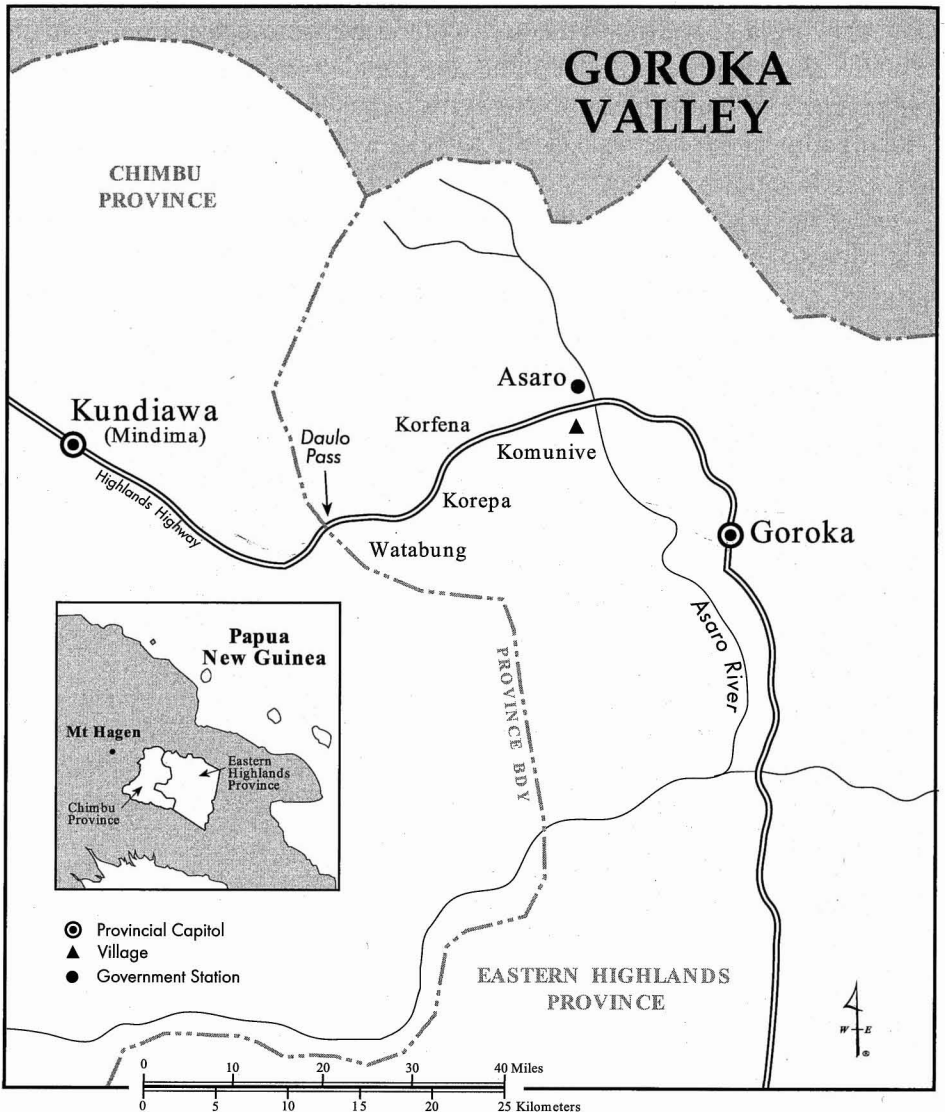 GOROKA
VALLEY
CHIMBU
PROVINCE
Asaro
Kundiawa
(Mindima)
Korfena
Daulo
Pass
Komunive
Highlands Highway
Korepa
Goroka
Watabung
Asaro River
PROVINCE BDY
Papua
New Guinea
Mt Hagen
Eastern
Highlands
Province
Chimbu
Province
Provincial Capitol
Village
Government Station
EASTERN HIGHLANDS
PROVINCE
W E
0 10 20 30 40 Miles
0 5 10 15 20 25 Kilometers